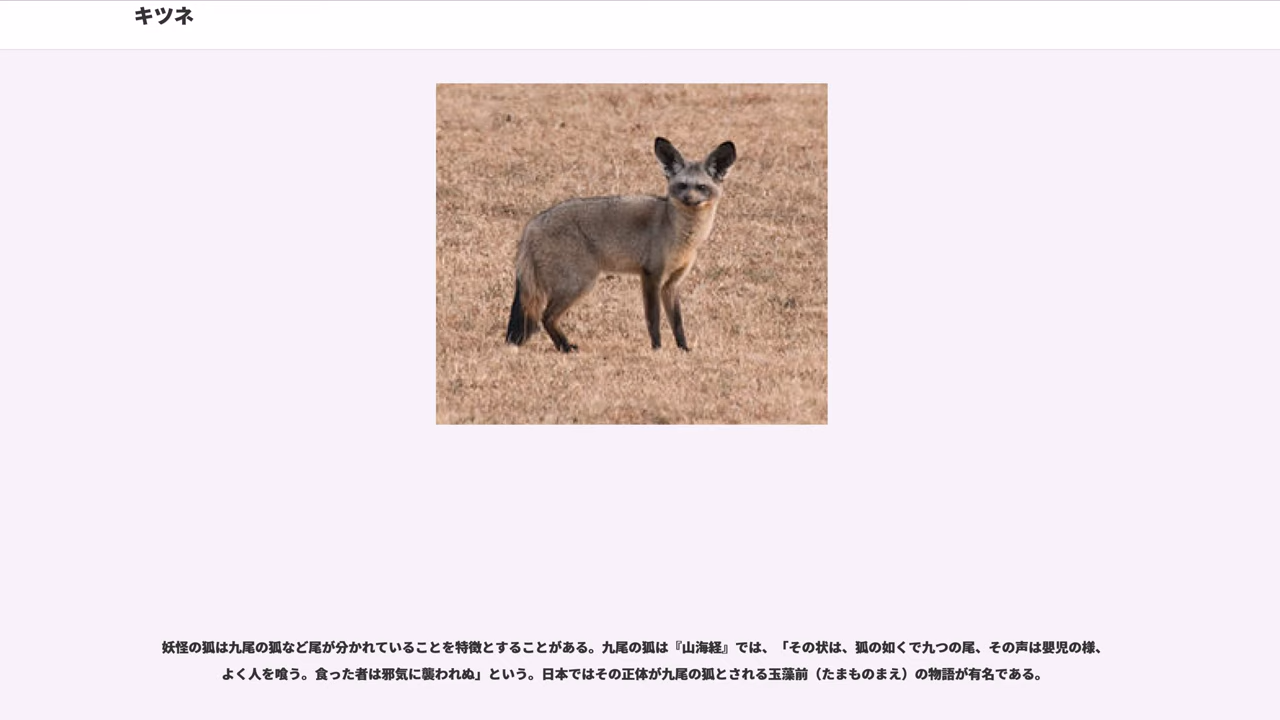 キツネ
妖怪の狐は九尾の狐など尾が分かれていることを特徴とすることがある。九尾の狐は『山海経』では、「その状は、狐の如くで九つの尾、その声は嬰児の様、
よく人を喰う。食った者は邪気に襲われぬ」という。日本ではその正体が九尾の狐とされる玉藻前（たまものまえ）の物語が有名である。